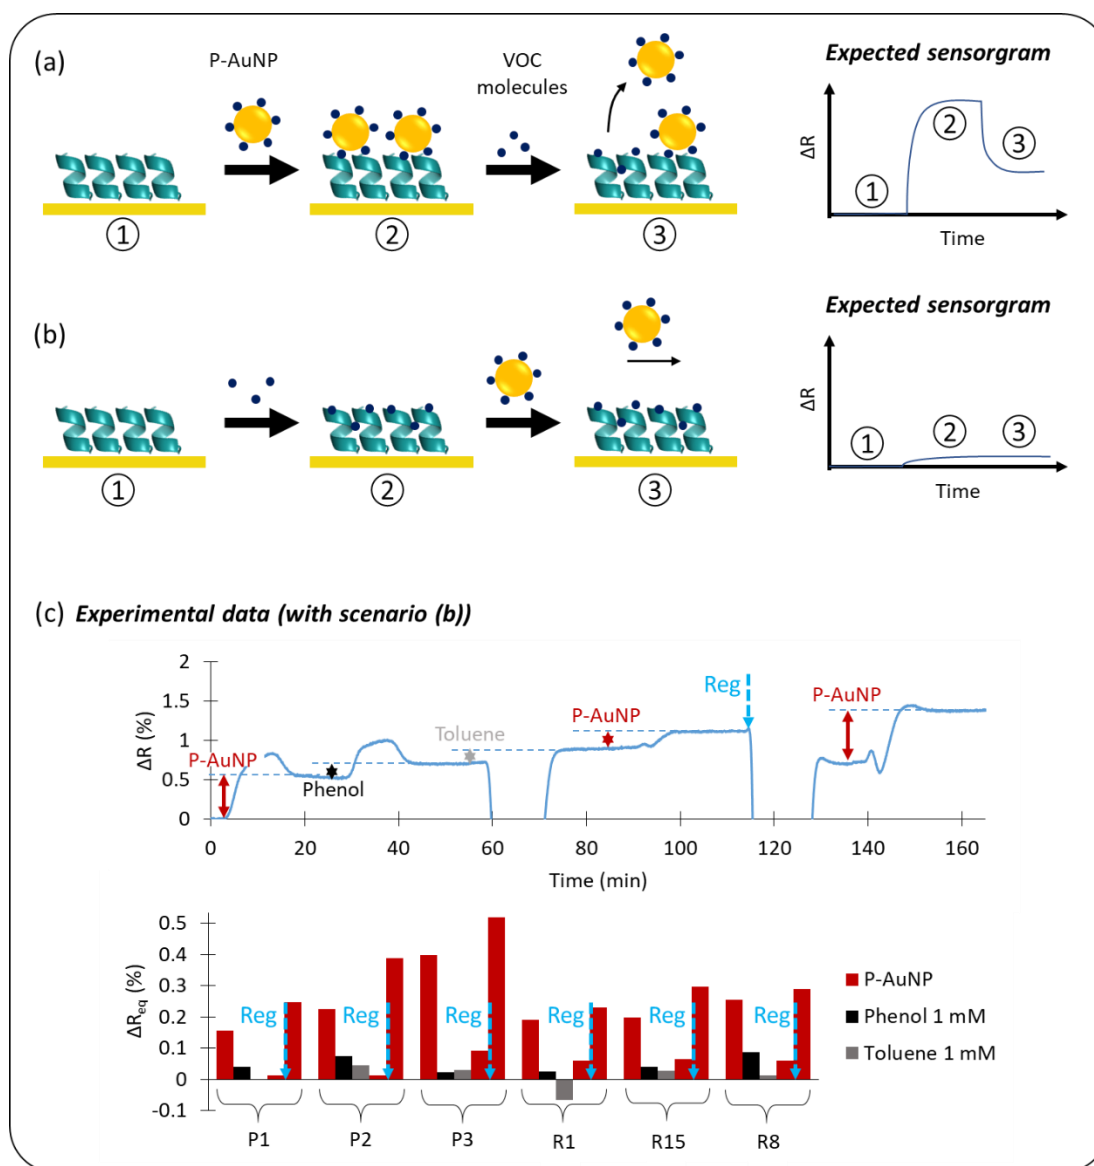 (a)
P-AuNP
VOC
molecules
Expected sensorgram
ΔR
1
2
3
Time
1
2
3
(b)
Expected sensorgram
ΔR
1
2
3
Time
1
2
3
(c) Experimental data (with scenario (b))
ΔR (%)
2
1.5
1
0.5
0
P-AuNP
Phenol
Toluene
P-AuNP
Reg
P-AuNP
0 20 40 60 80 100 120 140 160
Time (min)
ΔReq (%)
0.5
0.4
0.3
0.2
0.1
0
-0.1
Reg Reg Reg Reg Reg Reg
P1 P2 P3 R1 R15 R8
P-AuNP
Phenol 1 mM
Toluene 1 mM